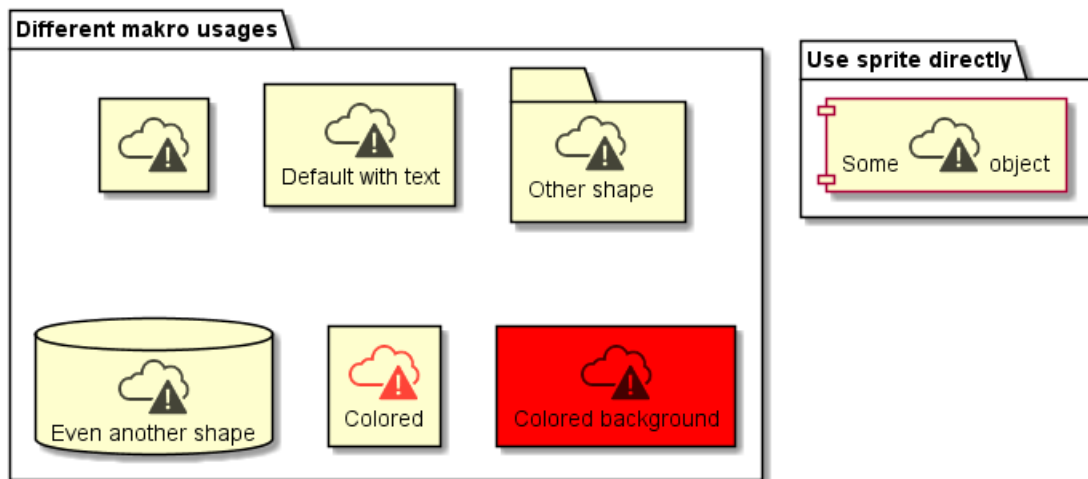 Different makro usages
Use sprite directly
Default with text
Other shape
Some object
Even another shape
Colored
Colored background